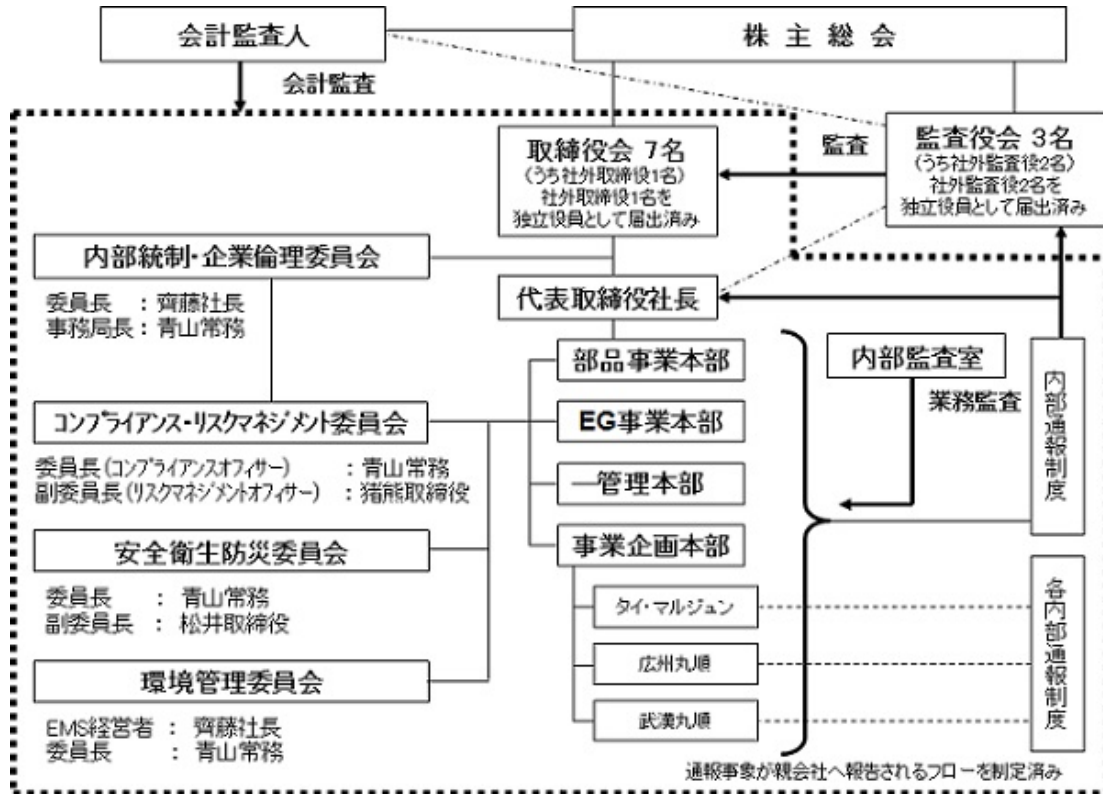 会計監査人
株主総会
会計監査
取締役会 7名
(うち社外取締役1名)
社外取締役1名を
独立役員として届出済み
監査
監査役会 3名
(うち社外監査役2名)
社外監査役2名を
独立役員として届出済み
内部統制・企業倫理委員会
委員長 : 齊藤社長
事務局長 : 青山常務
代表取締役社長
部品事業本部
内部監査室
業務監査
内部通報制度
コンプライアンス・リスクマネジメント委員会
EG事業本部
委員長(コンプライアンスオフィサー) : 青山常務
副委員長(リスクマネジメントオフィサー) : 猪熊取締役
管理本部
安全衛生防災委員会
事業企画本部
委員長 : 青山常務
副委員長 : 松井取締役
タイ・マルジュン
各内部通報制度
広州丸順
環境管理委員会
武漢丸順
EMS経営者 : 齊藤社長
委員長 : 青山常務
通報事象が親会社へ報告されるフローを制定済み